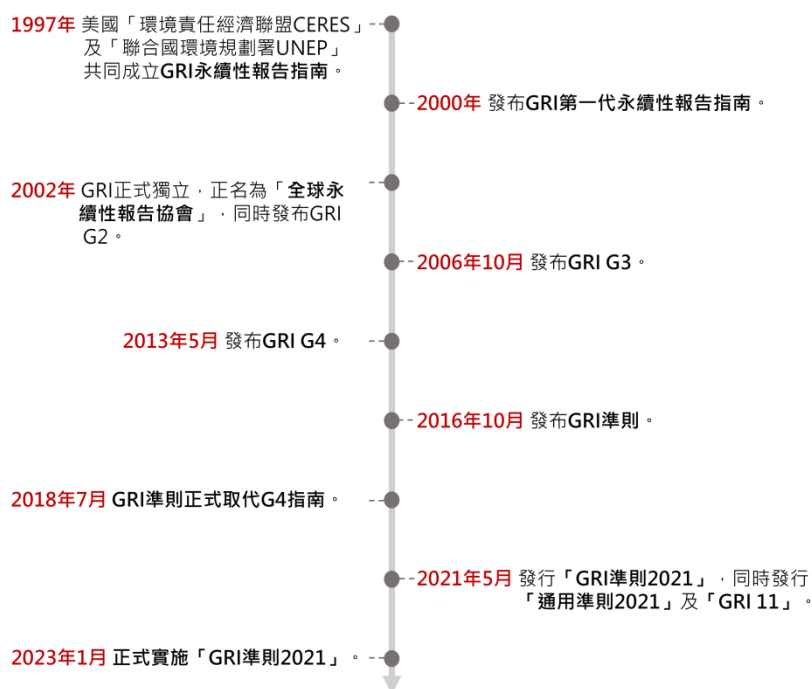 1997年 美國「環境責任經濟聯盟CERES」
及「聯合國環境規劃署UNEP」
共同成立GRI永續性報告指南。
2000年 發布GRI第一代永續性報告指南。
2002年 GRI正式獨立，正名為「全球永
續性報告協會」，同時發布GRI
G2。
2006年10月 發布GRI G3。
2013年5月 發布GRI G4。
2016年10月 發布GRI準則。
2018年7月 GRI準則正式取代G4指南。
2021年5月 發行「GRI準則2021」，同時發行
「通用準則2021」及「GRI 11」。
2023年1月 正式實施「GRI準則2021」。